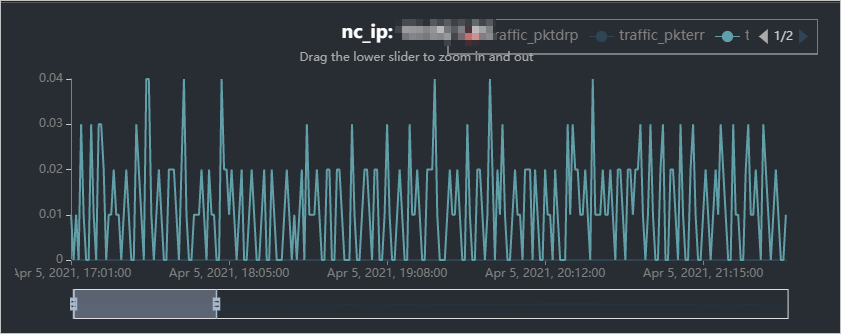 nc_ip:
traffic_pktdrp traffic_pkterr t 1/2
Drag the lower slider to zoom in and out
0.04
0.03
0.02
0.01
0
Apr 5, 2021, 17:01:00 Apr 5, 2021, 18:05:00 Apr 5, 2021, 19:08:00 Apr 5, 2021, 20:12:00 Apr 5, 2021, 21:15:00